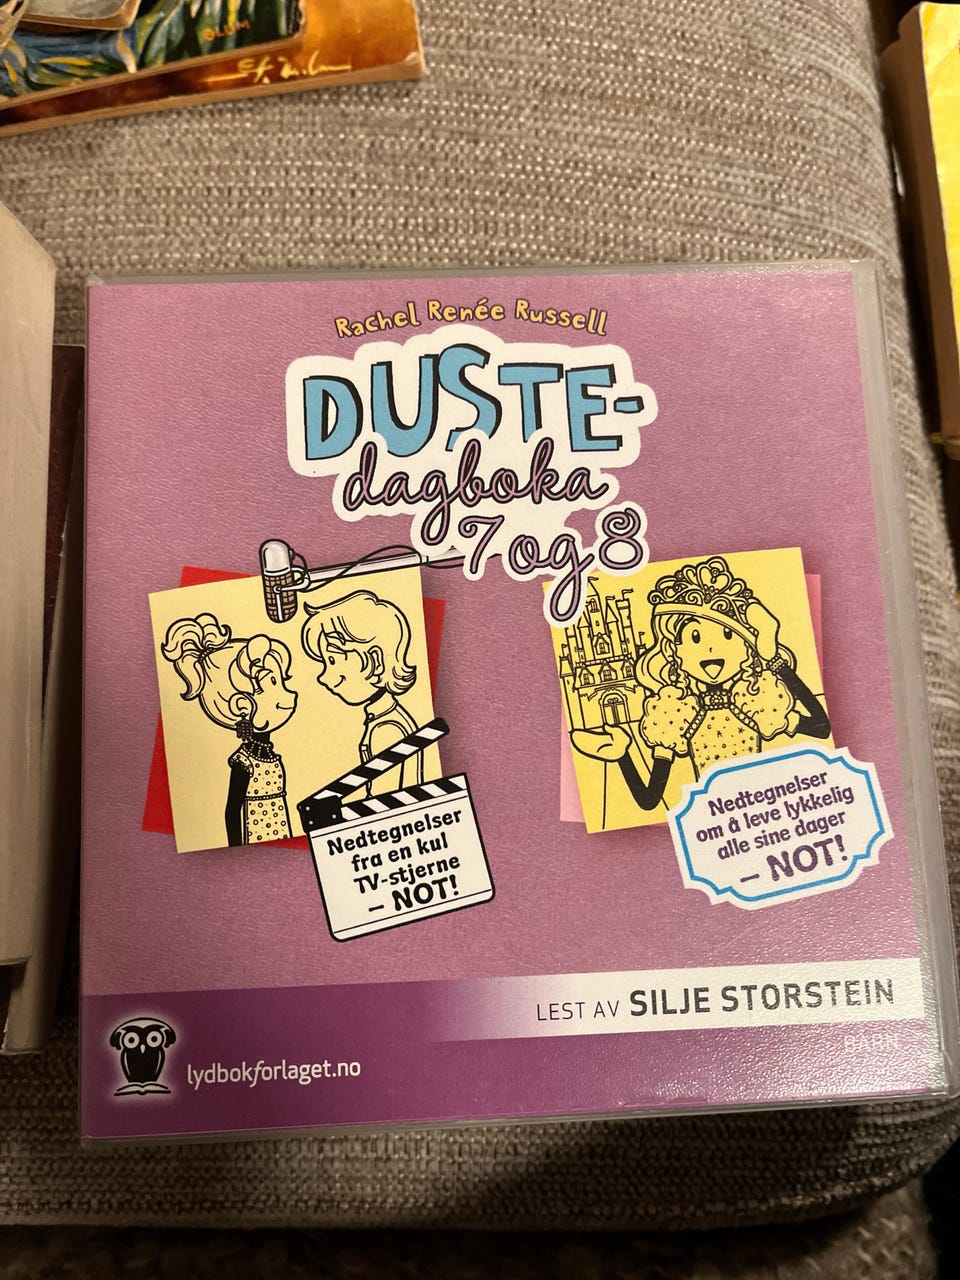 BLUM
Rachel Renée Russell
DUSTE-
dagboka
7 og 8
Nedtegnelser
fra en kul
TV-stjerne
– NOT!
Nedtegnelser
om å leve lykkelig
alle sine dager
– NOT!
LEST AV SILJE STORSTEIN
BARN
lydbokforlaget.no